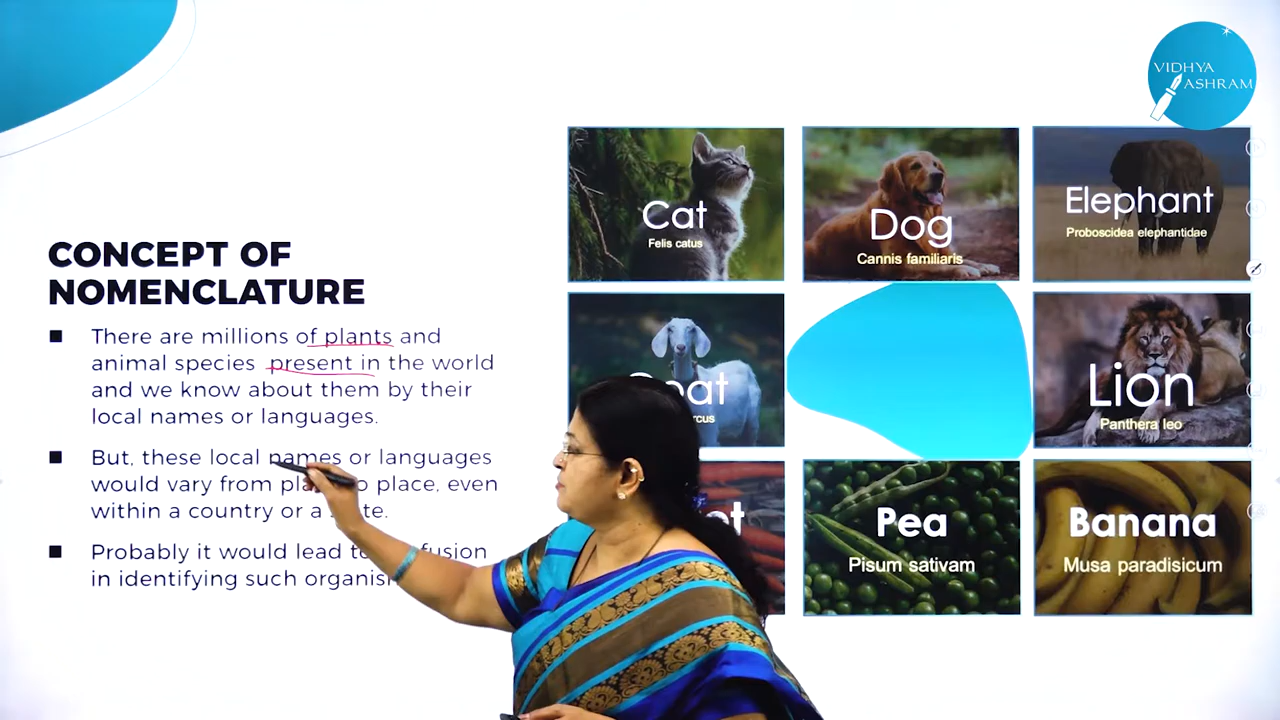 VIDHYA
ASHRAM
Cat
Felis catus
Dog
Cannis familiaris
Elephant
Proboscidea elephantidae
CONCEPT OF
NOMENCLATURE
There are millions of plants and
animal species present in the world
and we know about them by their
local names or languages.
But, these local names or languages
would vary from to place, even
within a country or a
Probably it would lead
in identifying such
Lion
Panthera leo
Pea
Pisum sativam
Banana
Musa paradisicum